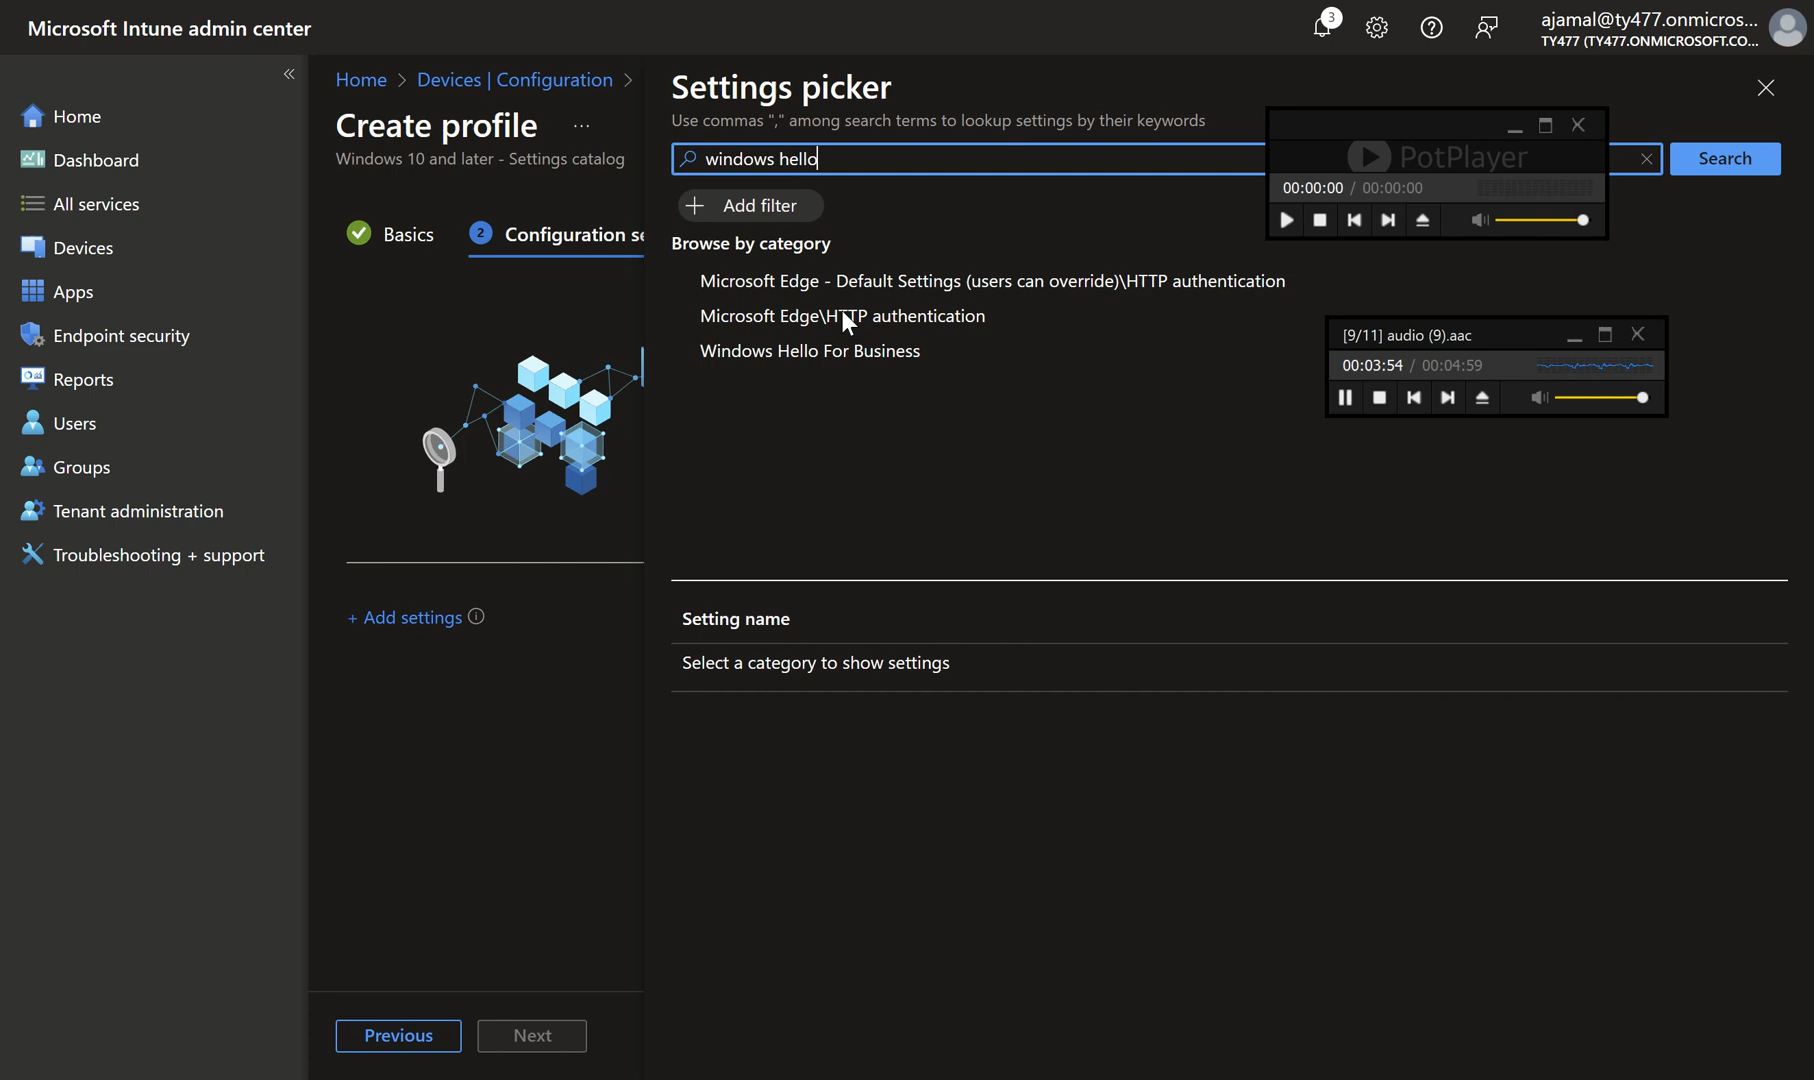 Microsoft Intune admin center
3
ajamal@ty477.onmicros...
TY477 (TY477.ONMICROSOFT.CO...
Home
Dashboard
All services
Devices
Apps
Endpoint security
Reports
Users
Groups
Tenant administration
Troubleshooting + support
Home > Devices | Configuration >
Create profile ...
Windows 10 and later - Settings catalog
Basics
2 Configuration se
+ Add settings
Previous
Next
Settings picker
Use commas "," among search terms to lookup settings by their keywords
windows hello
Search
+ Add filter
Browse by category
Microsoft Edge - Default Settings (users can override)\HTTP authentication
Microsoft Edge\HTTP authentication
Windows Hello For Business
Setting name
Select a category to show settings
PotPlayer
00:00:00 / 00:00:00
[9/11] audio (9).aac
00:03:54 / 00:04:59